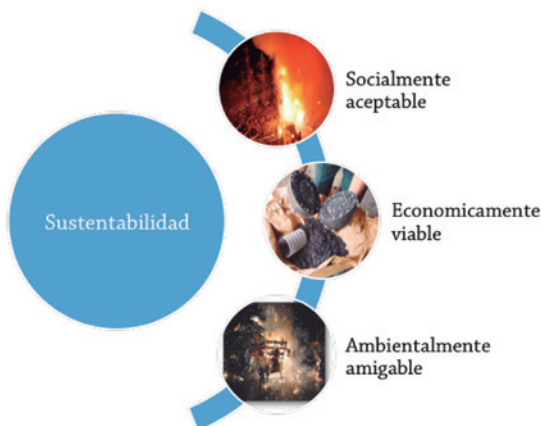 Socialmente
aceptable
Sustentabilidad
Economicamente
viable
Ambientalmente
amigable